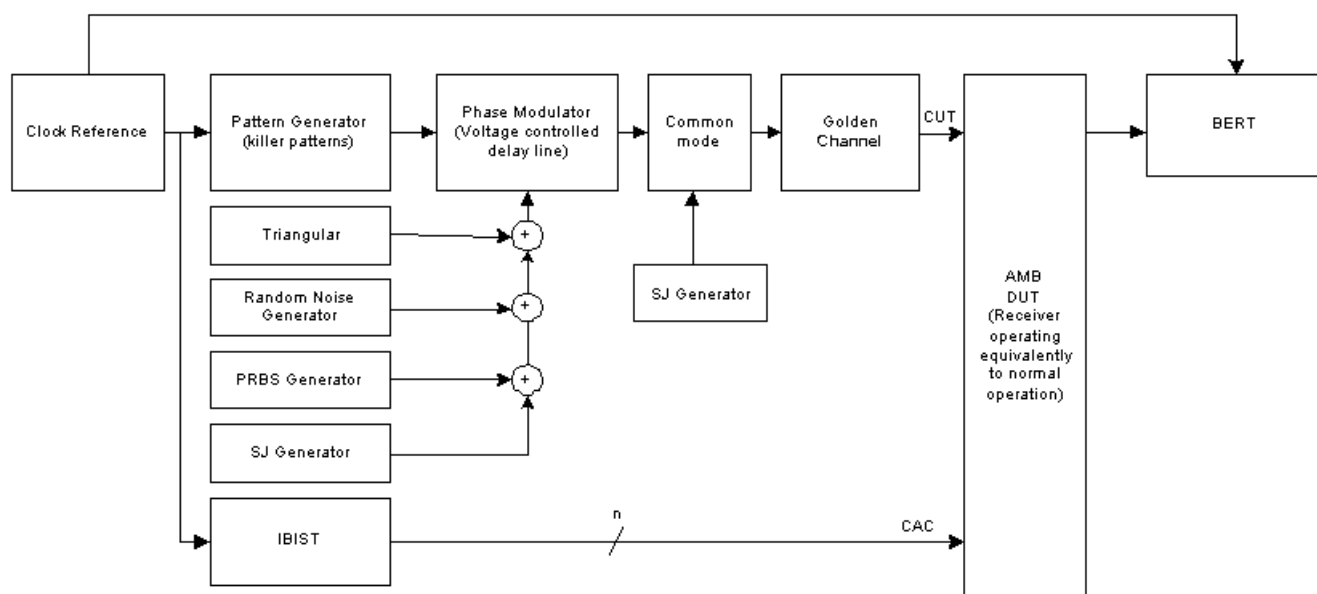 Clock Reference
Pattern Generator
(killer patterns)
Phase Modulator
(Voltage controlled
delay line)
Common
mode
Golden
Channel
CUT
BERT
Triangular
+
Random Noise
Generator
+
SJ Generator
PRBS Generator
+
SJ Generator
AMB
DUT
(Receiver
operating
equivalently
to normal
operation)
IBIST
n
CAC